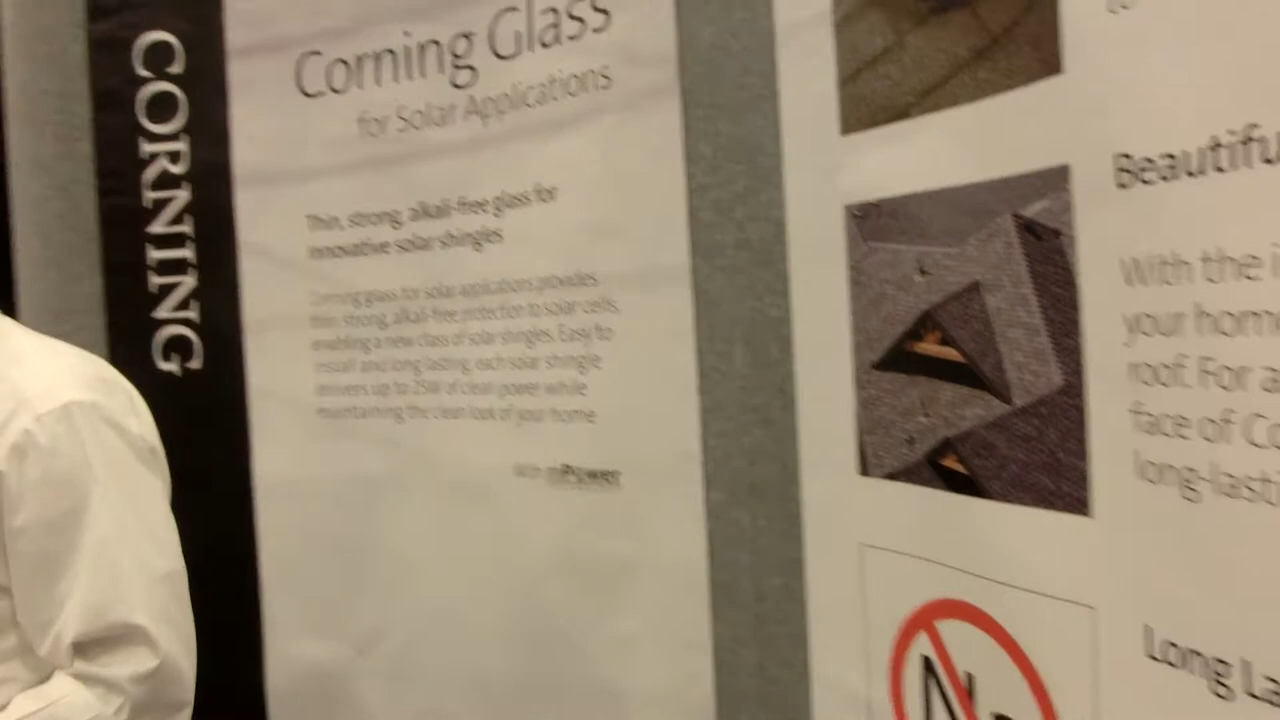 CORNING
Corning Glass
for Solar Applications
Thin, strong, alkali-free glass for
innovative solar shingles
Corning glass for solar applications provides
thin strong, alkali-free protection to solar cells,
enabling a new class of solar shingles. Easy to
install and long lasting, each solar shingle
delivers up to 25W of clean power while
maintaining the clean look of your home
Beautifu
With the i
your hom
roof. For a
face of Co
long-lasti
Na
Long La